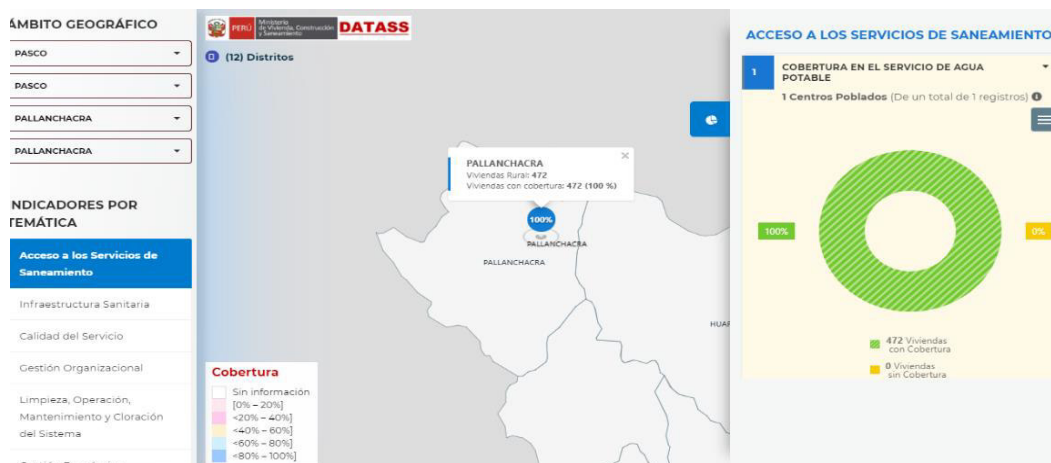 ÁMBITO GEOGRÁFICO
PASCO
PASCO
PALLANCHACRA
PALLANCHACRA
NDICADORES POR
TEMÁTICA
Acceso a los Servicios de
Saneamiento
Infraestructura Sanitaria
Calidad del Servicio
Gestión Organizacional
Limpieza, Operación,
Mantenimiento y Cloración
del Sistema
PERÚ
Ministerio
de Vivienda, Construcción
y Saneamiento
DATASS
(12) Distritos
PALLANCHACRA
Viviendas Rural: 472
Viviendas con cobertura: 472 (100 %)
100%
PALLANCHACRA
PALLANCHACRA
HUAR
Cobertura
Sin información
[0% – 20%]
<20% – 40%]
<40% – 60%]
<60% – 80%]
<80% – 100%]
ACCESO A LOS SERVICIOS DE SANEAMIENTO
1
COBERTURA EN EL SERVICIO DE AGUA
POTABLE
1 Centros Poblados (De un total de 1 registros)
100%
0%
472 Viviendas
con Cobertura
0 Viviendas
sin Cobertura